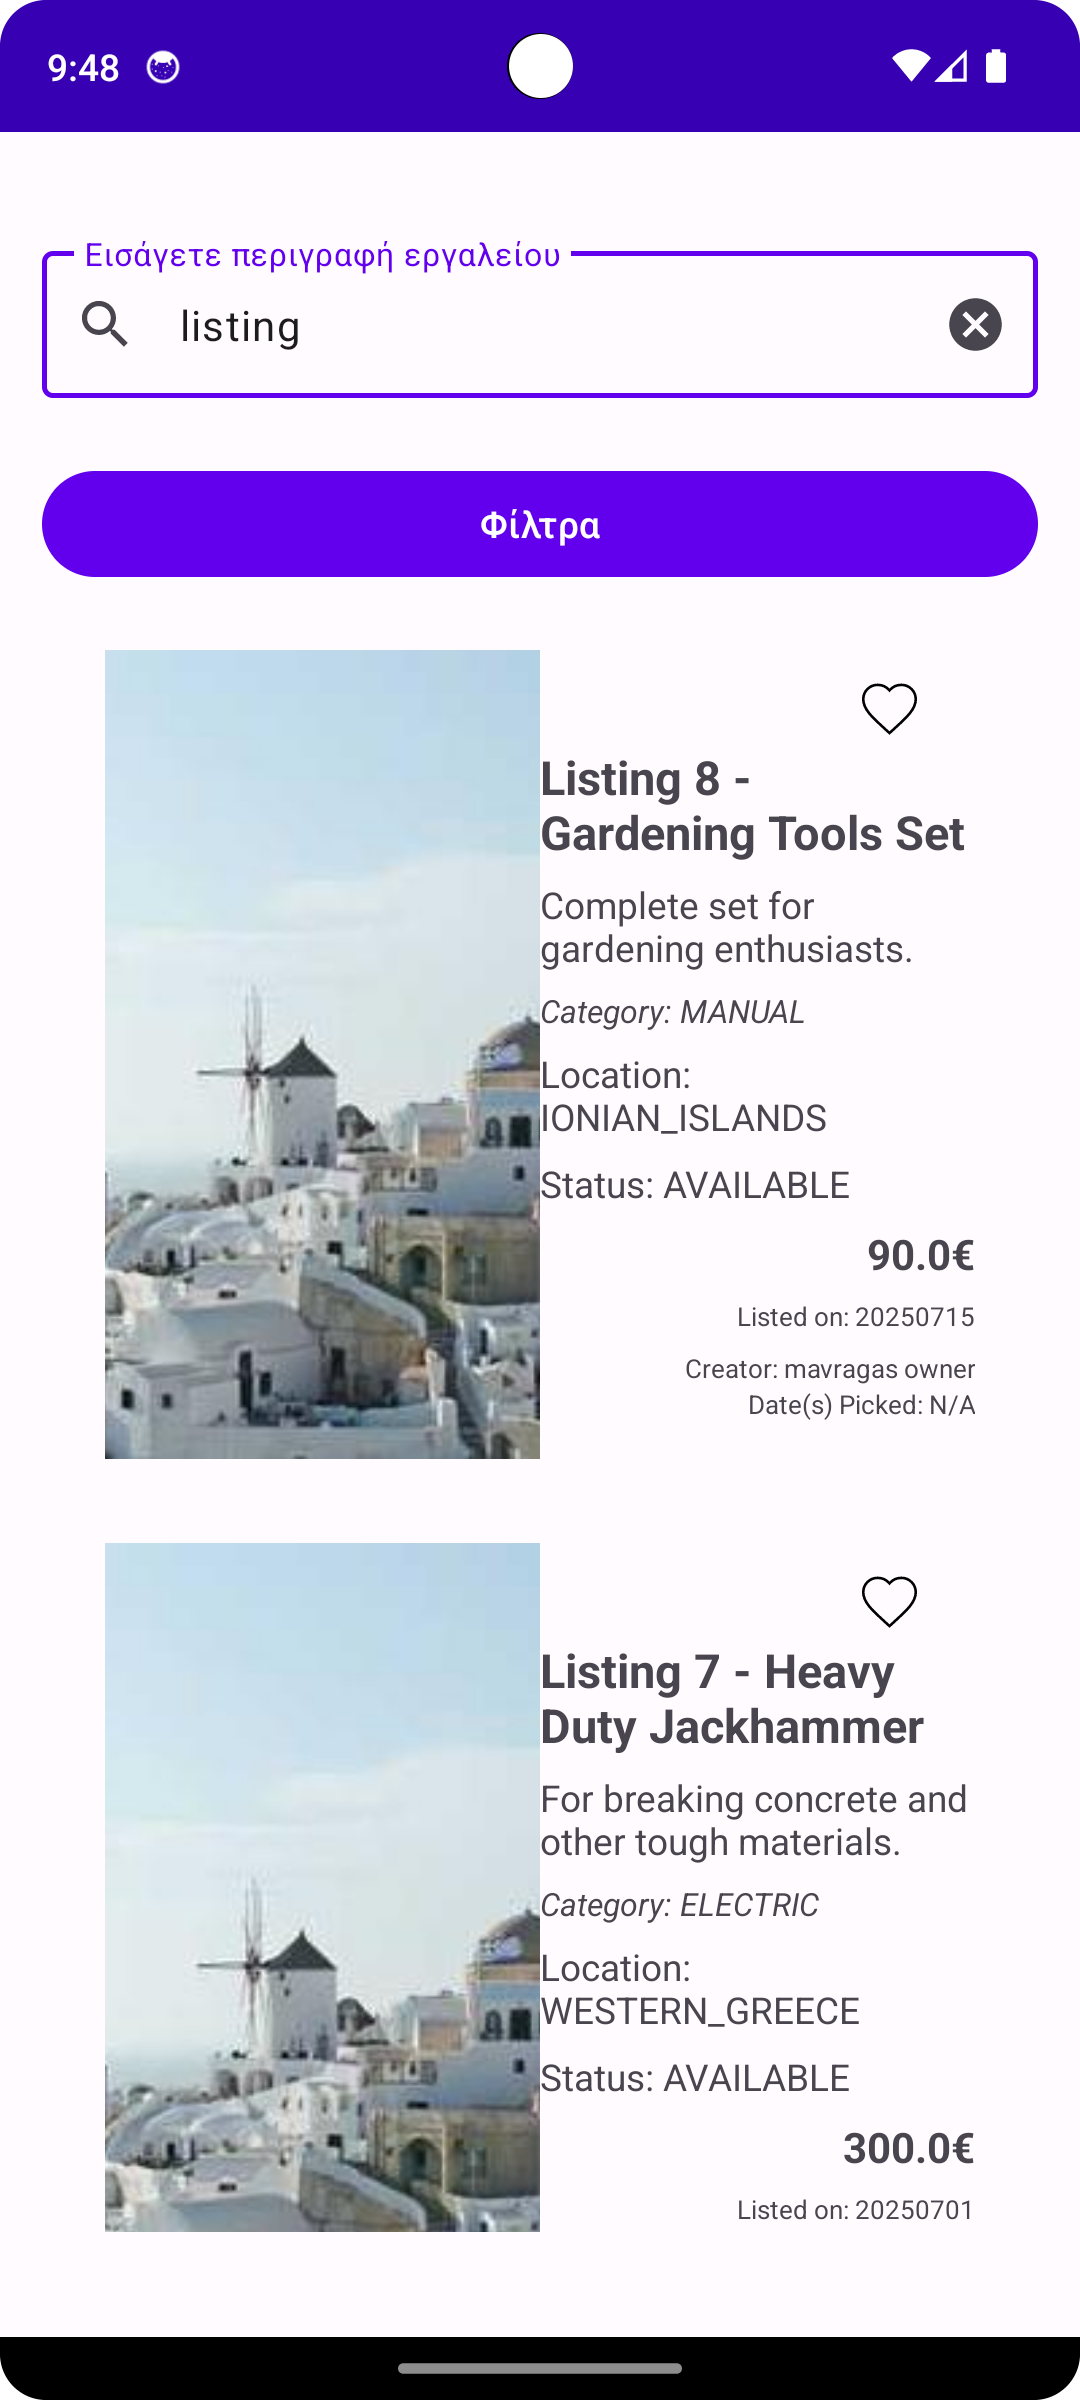 9:48
Εισάγετε περιγραφή εργαλείου
listing
Φίλτρα
Listing 8 -
Gardening Tools Set
Complete set for
gardening enthusiasts.
Category: MANUAL
Location:
IONIAN_ISLANDS
Status: AVAILABLE
90.0€
Listed on: 20250715
Creator: mavragas owner
Date(s) Picked: N/A
Listing 7 - Heavy
Duty Jackhammer
For breaking concrete and
other tough materials.
Category: ELECTRIC
Location:
WESTERN_GREECE
Status: AVAILABLE
300.0€
Listed on: 20250701